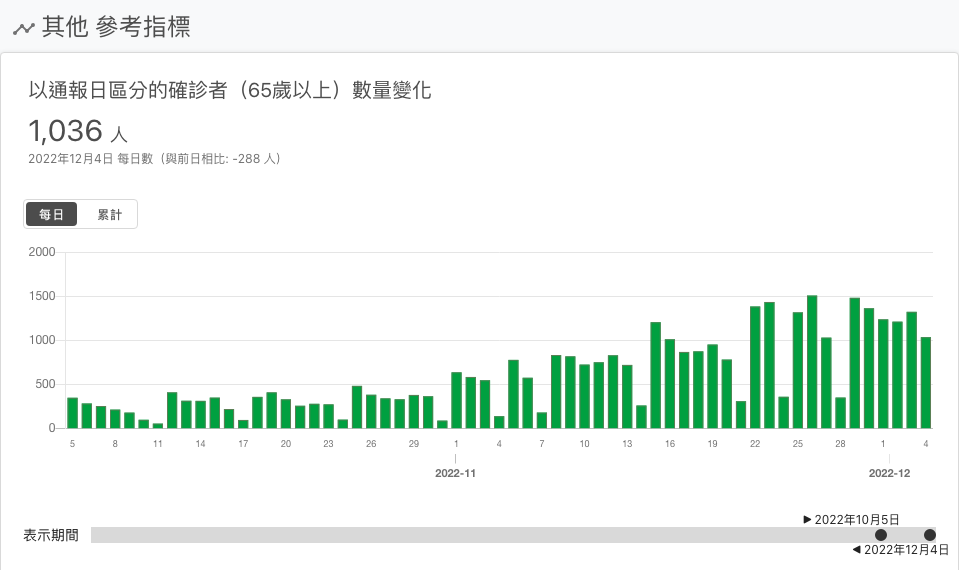 其他 參考指標
以通報日區分的確診者（65歲以上）數量變化
1,036 人
2022年12月4日 每日數（與前日相比: -288 人）
每日 累計
2000
1500
1000
500
0
5 8 11 14 17 20 23 26 29 1 4 7 10 13 16 19 22 25 28 1 4
2022-11 2022-12
▶ 2022年10月5日
表示期間
◀ 2022年12月4日